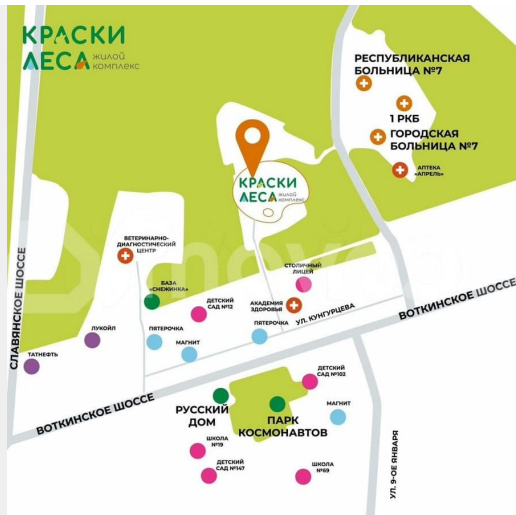 КРАСКИ
ЛЕСА
жилой
комплекс
РЕСПУБЛИКАНСКАЯ
БОЛЬНИЦА №7
1 РКБ
ГОРОДСКАЯ
БОЛЬНИЦА №7
АПТЕКА
«АПРЕЛЬ»
КРАСКИ
ЛЕСА
жилой
комплекс
ВЕТЕРИНАРНО-
ДИАГНОСТИЧЕСКИЙ
ЦЕНТР
БАЗА
«СНЕЖИНКА»
ДЕТСКИЙ
САД №12
СТОЛИЧНЫЙ
ЛИЦЕЙ
АКАДЕМИЯ
ЗДОРОВЬЯ
УЛ. КУНГУРЦЕВА
ВОТКИНСКОЕ ШОССЕ
СЛАВЯНСКОЕ ШОССЕ
ЛУКОЙЛ
ТАТНЕФТЬ
ПЯТЕРОЧКА
МАГНИТ
ПЯТЕРОЧКА
ВОТКИНСКОЕ ШОССЕ
РУССКИЙ
ДОМ
ПАРК
КОСМОНАВТОВ
ДЕТСКИЙ
САД №102
МАГНИТ
ШКОЛА
№19
ДЕТСКИЙ
САД №147
ШКОЛА
№69
УЛ. 9-ОЕ ЯНВАРЯ